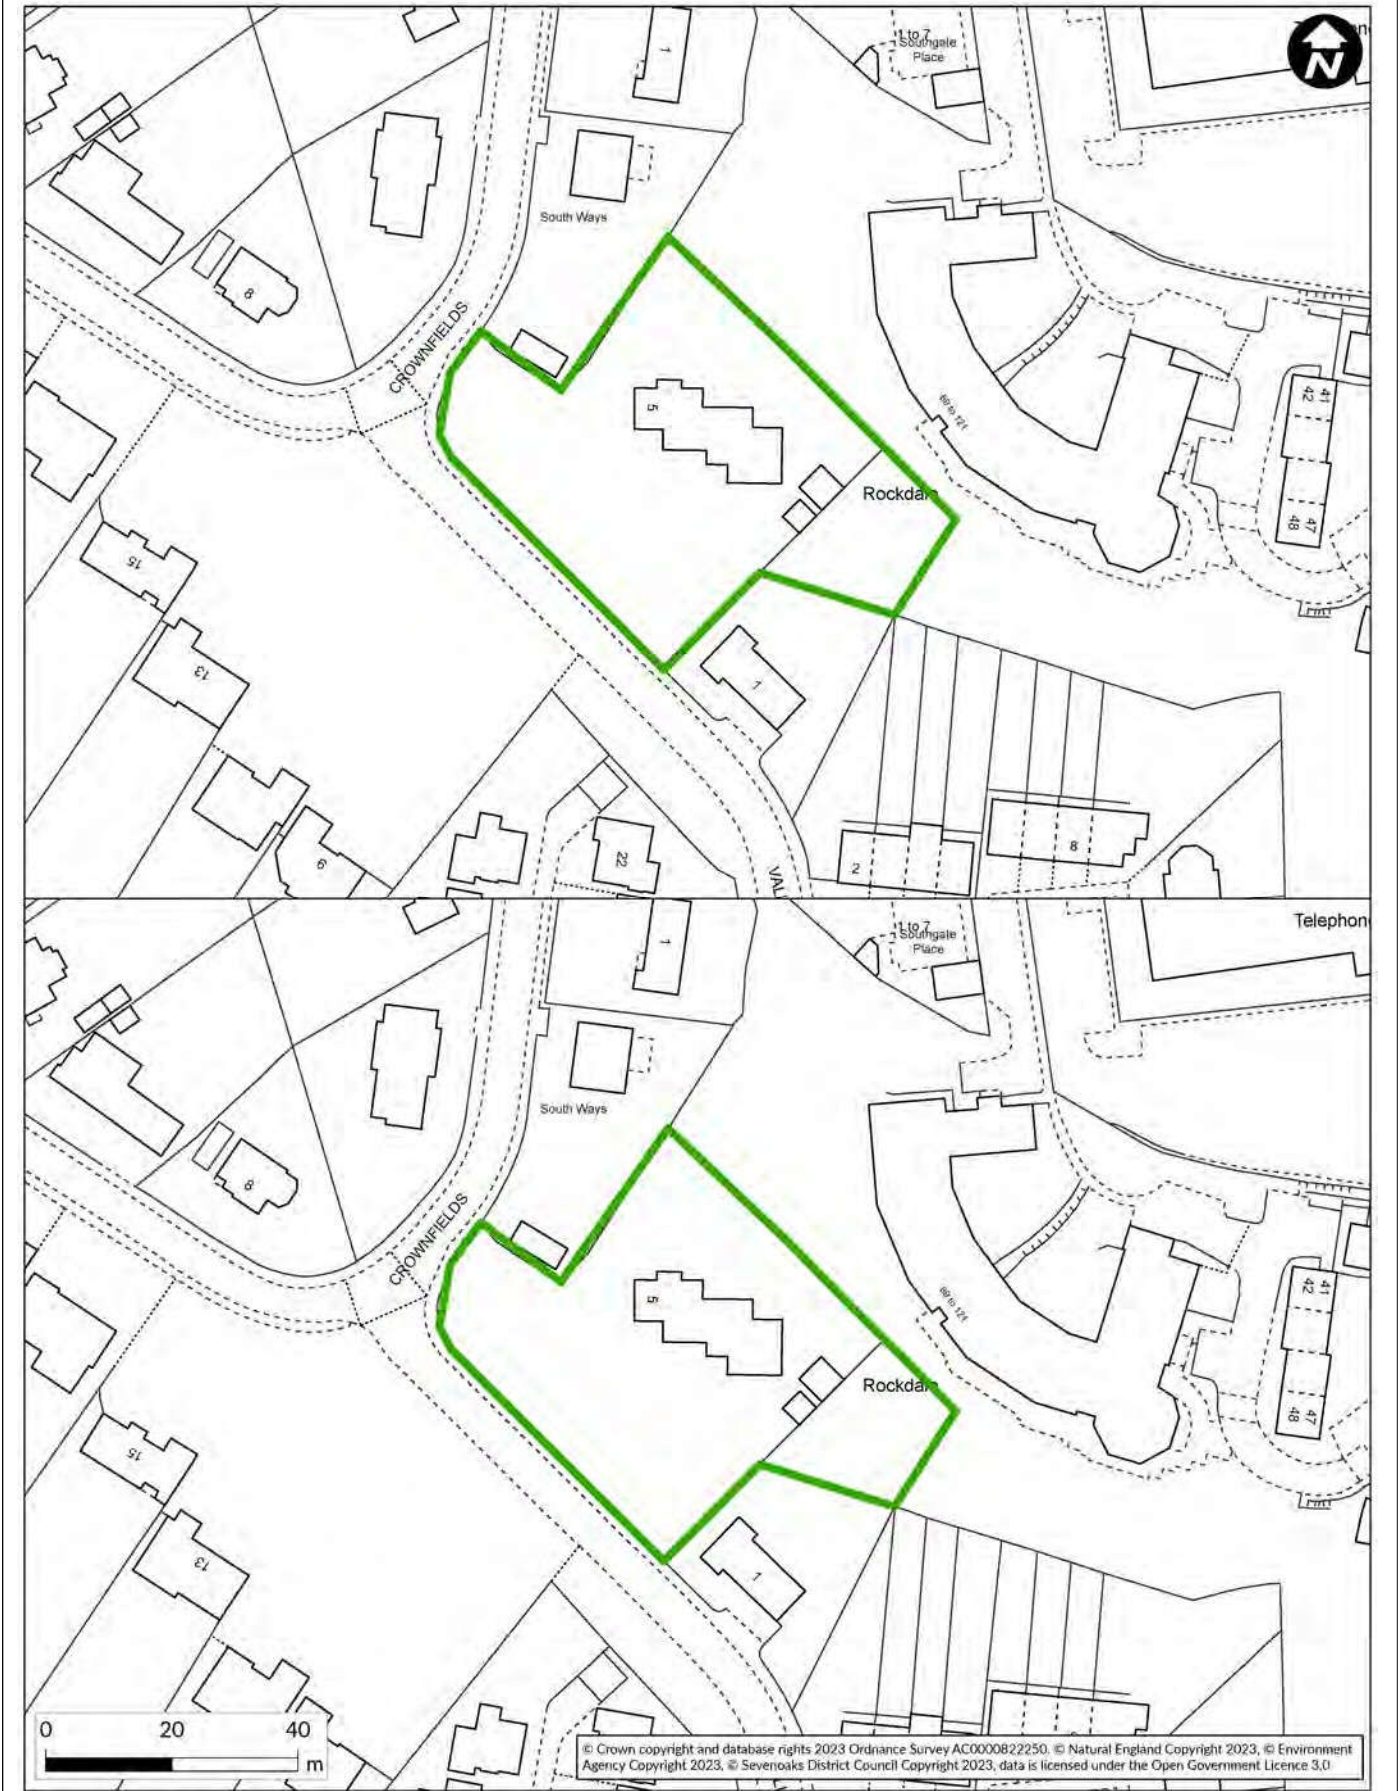 1 to 7
Southgate
Place
N
1
South Ways
8
CROWNFIELDS
5
69 to 121
41
42
Rockdale
47
48
15
13
1
9
22
2
8
VAL
1 to 7
Southgate
Place
Telephon
1
South Ways
8
CROWNFIELDS
5
69 to 121
41
42
Rockdale
47
48
15
13
1
0 20 40
m
© Crown copyright and database rights 2023 Ordnance Survey AC0000822250. © Natural England Copyright 2023, © Environment
Agency Copyright 2023, © Sevenoaks District Council Copyright 2023, data is licensed under the Open Government Licence 3.0